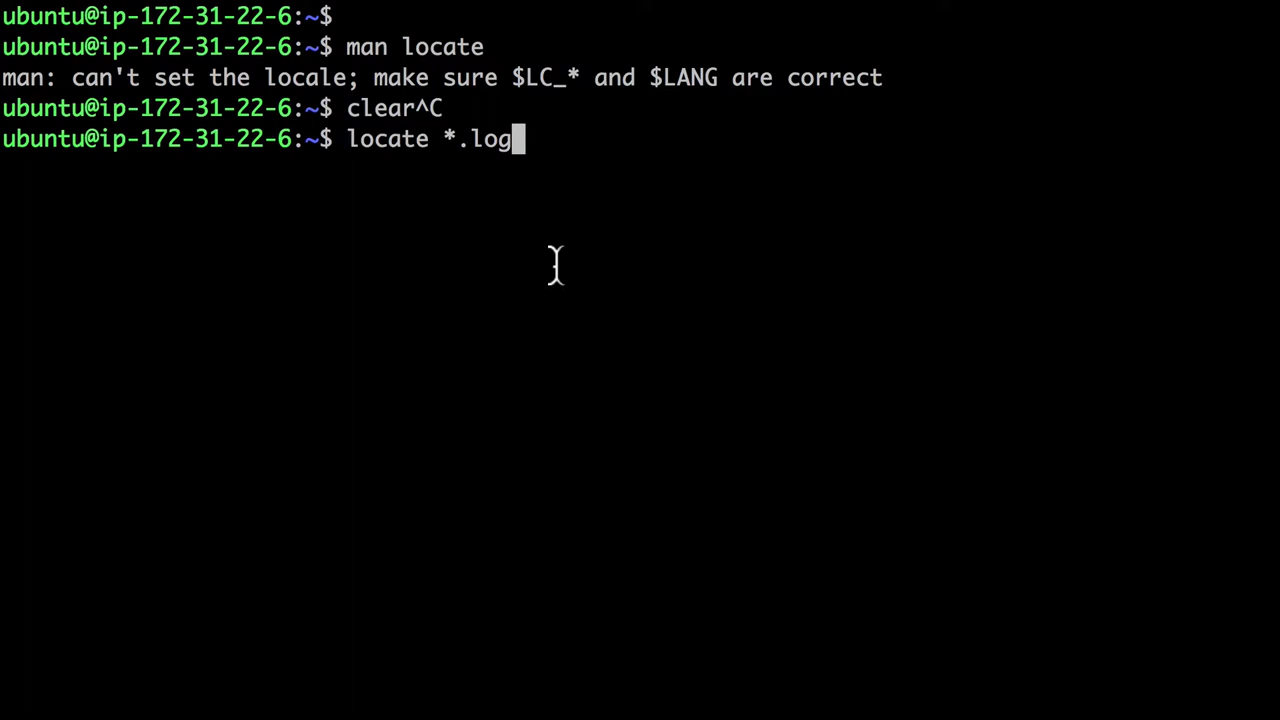 ubuntu@ip-172-31-22-6:~$
ubuntu@ip-172-31-22-6:~$ man locate
man: can't set the locale; make sure $LC_* and $LANG are correct
ubuntu@ip-172-31-22-6:~$ clear^C
ubuntu@ip-172-31-22-6:~$ locate *.log